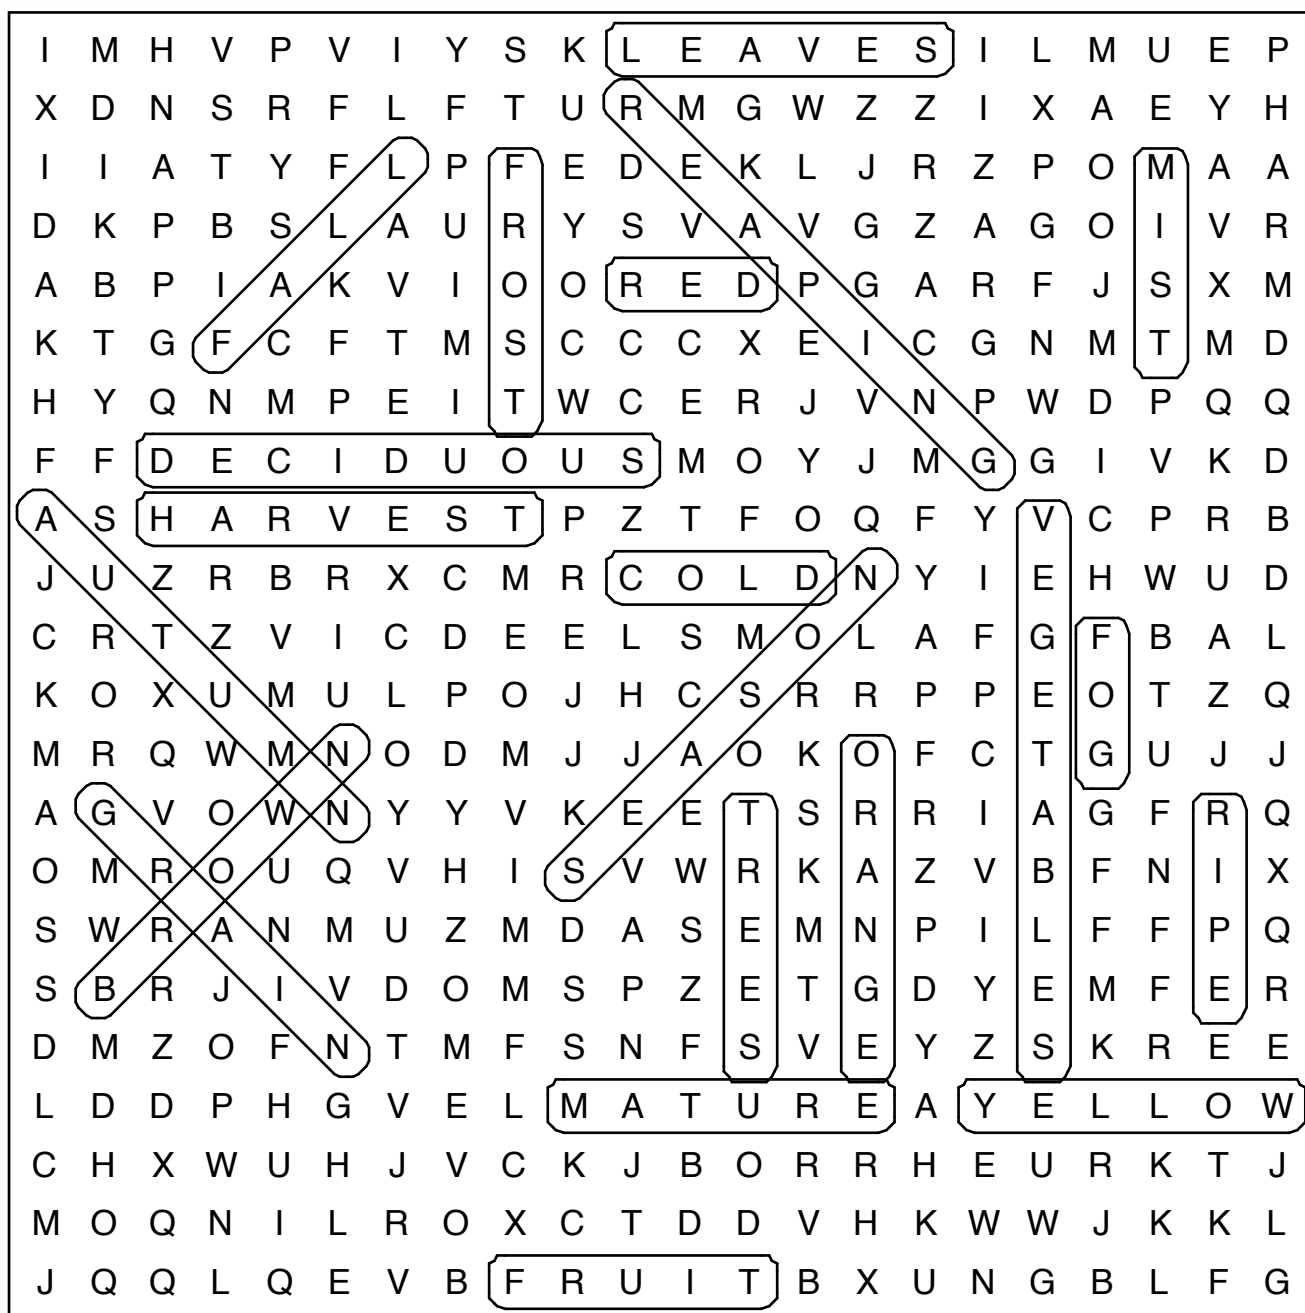 I M H V P V I Y S K L E A V E S I L M U E P
X D N S R F L F T U R M G W Z Z I X A E Y H
I I A T Y F L P F E D E K L J R Z P O M A A
D K P B S L A U R Y S V A V G Z A G O I V R
A B P I A K V I O O R E D P G A R F J S X M
K T G F C F T M S C C C X E I C G N M T M D
H Y Q N M P E I T W C E R J V N P W D P Q Q
F F D E C I D U O U S M O Y J M G G I V K D
A S H A R V E S T P Z T F O Q F Y V C P R B
J U Z R B R X C M R C O L D N Y I E H W U D
C R T Z V I C D E E L S M O L A F G F B A L
K O X U M U L P O J H C S R R P P E O T Z Q
M R Q W M N O D M J J A O K O F C T G U J J
A G V O W N Y Y V K E E T S R R I A G F R Q
O M R O U Q V H I S V W R K A Z V B F N I X
S W R A N M U Z M D A S E M N P I L F F P Q
S B R J I V D O M S P Z E T G D Y E M F E R
D M Z O F N T M F S N F S V E Y Z S K R E E
L D D P H G V E L M A T U R E A Y E L L O W
C H X W U H J V C K J B O R R H E U R K T J
M O Q N I L R O X C T D D V H K W W J K K L
J Q Q L Q E V B F R U I T B X U N G B L F G